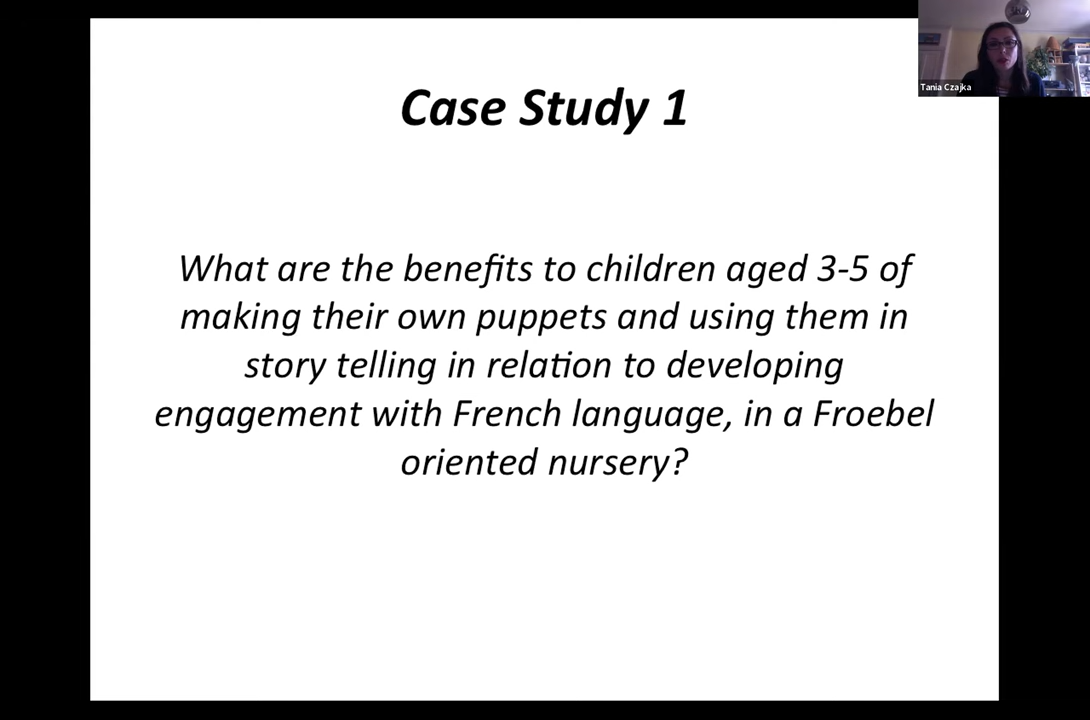 Case Study 1
Tania Czajka
What are the benefits to children aged 3-5 of
making their own puppets and using them in
story telling in relation to developing
engagement with French language, in a Froebel
oriented nursery?